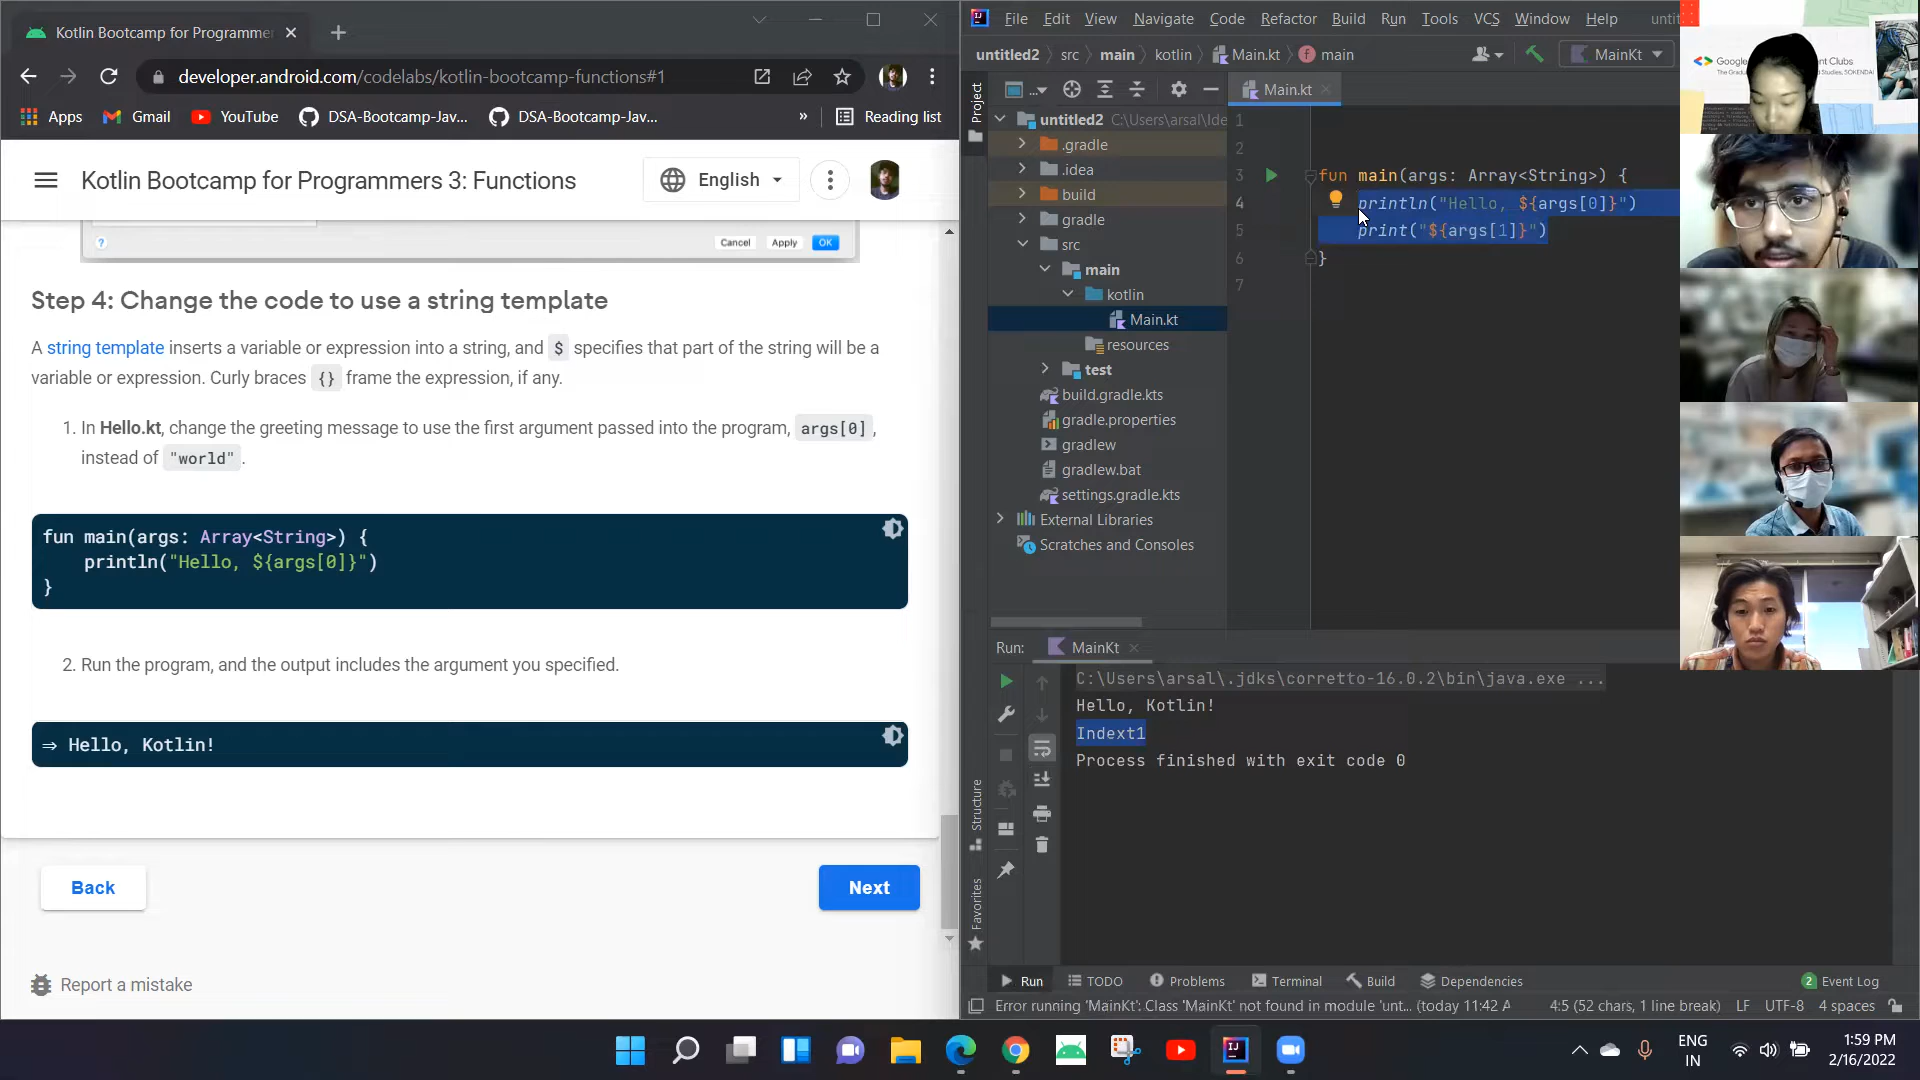 Kotlin Bootcamp for Programme
developer.android.com/codelabs/kotlin-bootcamp-functions#1
Apps
Gmail
YouTube
DSA-Bootcamp-Jav...
DSA-Bootcamp-Jav...
»
Reading list
Kotlin Bootcamp for Programmers 3: Functions
English
?
Cancel
Apply
OK
Step 4: Change the code to use a string template
A string template inserts a variable or expression into a string, and $ specifies that part of the string will be a
variable or expression. Curly braces {} frame the expression, if any.
1. In Hello.kt, change the greeting message to use the first argument passed into the program, args[0],
instead of "world".
fun main(args: Array<String>) {
println("Hello, ${args[0]}")
}
2. Run the program, and the output includes the argument you specified.
⇒ Hello, Kotlin!
Back
Next
Report a mistake
IJ
File Edit View Navigate Code Refactor Build Run Tools VCS Window Help
untitled2 src main kotlin Main.kt f main
MainKt
Project
...
Main.kt
untitled2 C:\Users\arsal\Ide
.gradle
.idea
build
gradle
src
main
kotlin
Main.kt
resources
test
build.gradle.kts
gradle.properties
gradlew
gradlew.bat
settings.gradle.kts
External Libraries
Scratches and Consoles
1
2
3 fun main(args: Array<String>) {
4 println("Hello, ${args[0]}")
5 print("${args[1]}")
6 }
7
Run: MainKt
C:\Users\arsal\.jdks\corretto-16.0.2\bin\java.exe ...
Hello, Kotlin!
Indext1
Process finished with exit code 0
Structure
Favorites
Run
TODO
Problems
Terminal
Build
Dependencies
2 Event Log
Error running 'MainKt': Class 'MainKt' not found in module 'unt... (today 11:42 A
4:5 (52 chars, 1 line break)
LF
UTF-8
4 spaces
Google
nt Clubs
ENG
IN
1:59 PM
2/16/2022